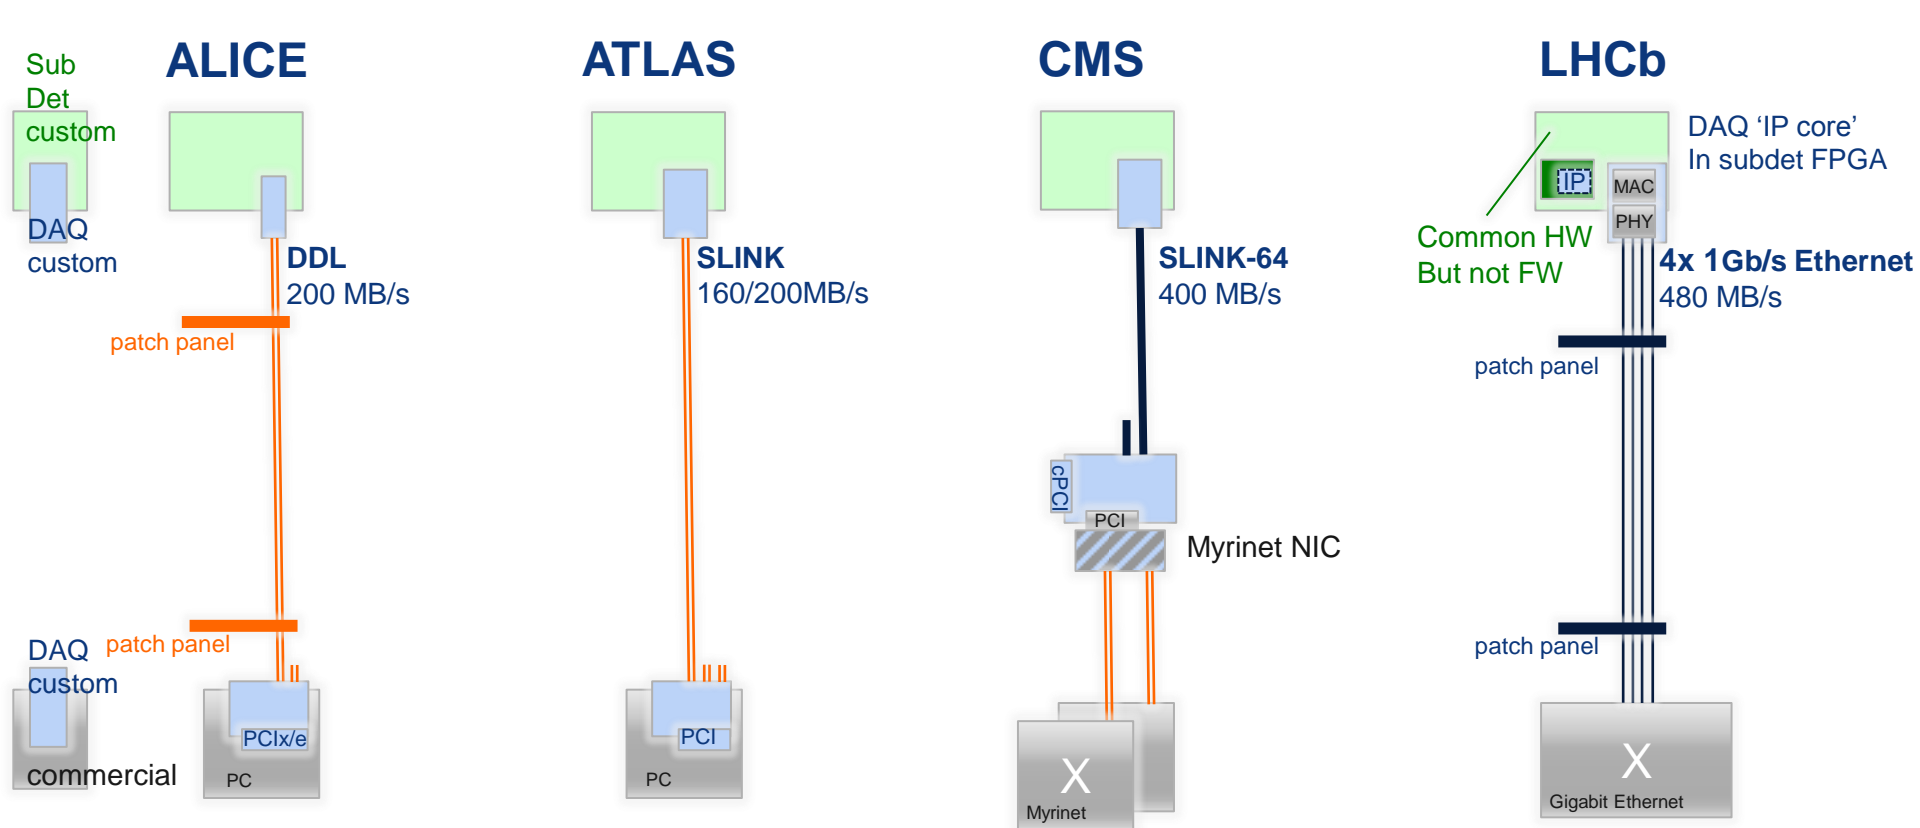 ALICE
ATLAS
CMS
LHCb
Sub
Det
custom
DAQ
custom
DDL
200 MB/s
patch panel
patch panel
DAQ
custom
commercial
PCIx/e
PC
SLINK
160/200MB/s
PCI
PC
SLINK-64
400 MB/s
cPCI
PCI
Myrinet NIC
X
Myrinet
DAQ ‘IP core’
In subdet FPGA
IP
MAC
PHY
Common HW
But not FW
4x 1Gb/s Ethernet
480 MB/s
patch panel
patch panel
X
Gigabit Ethernet